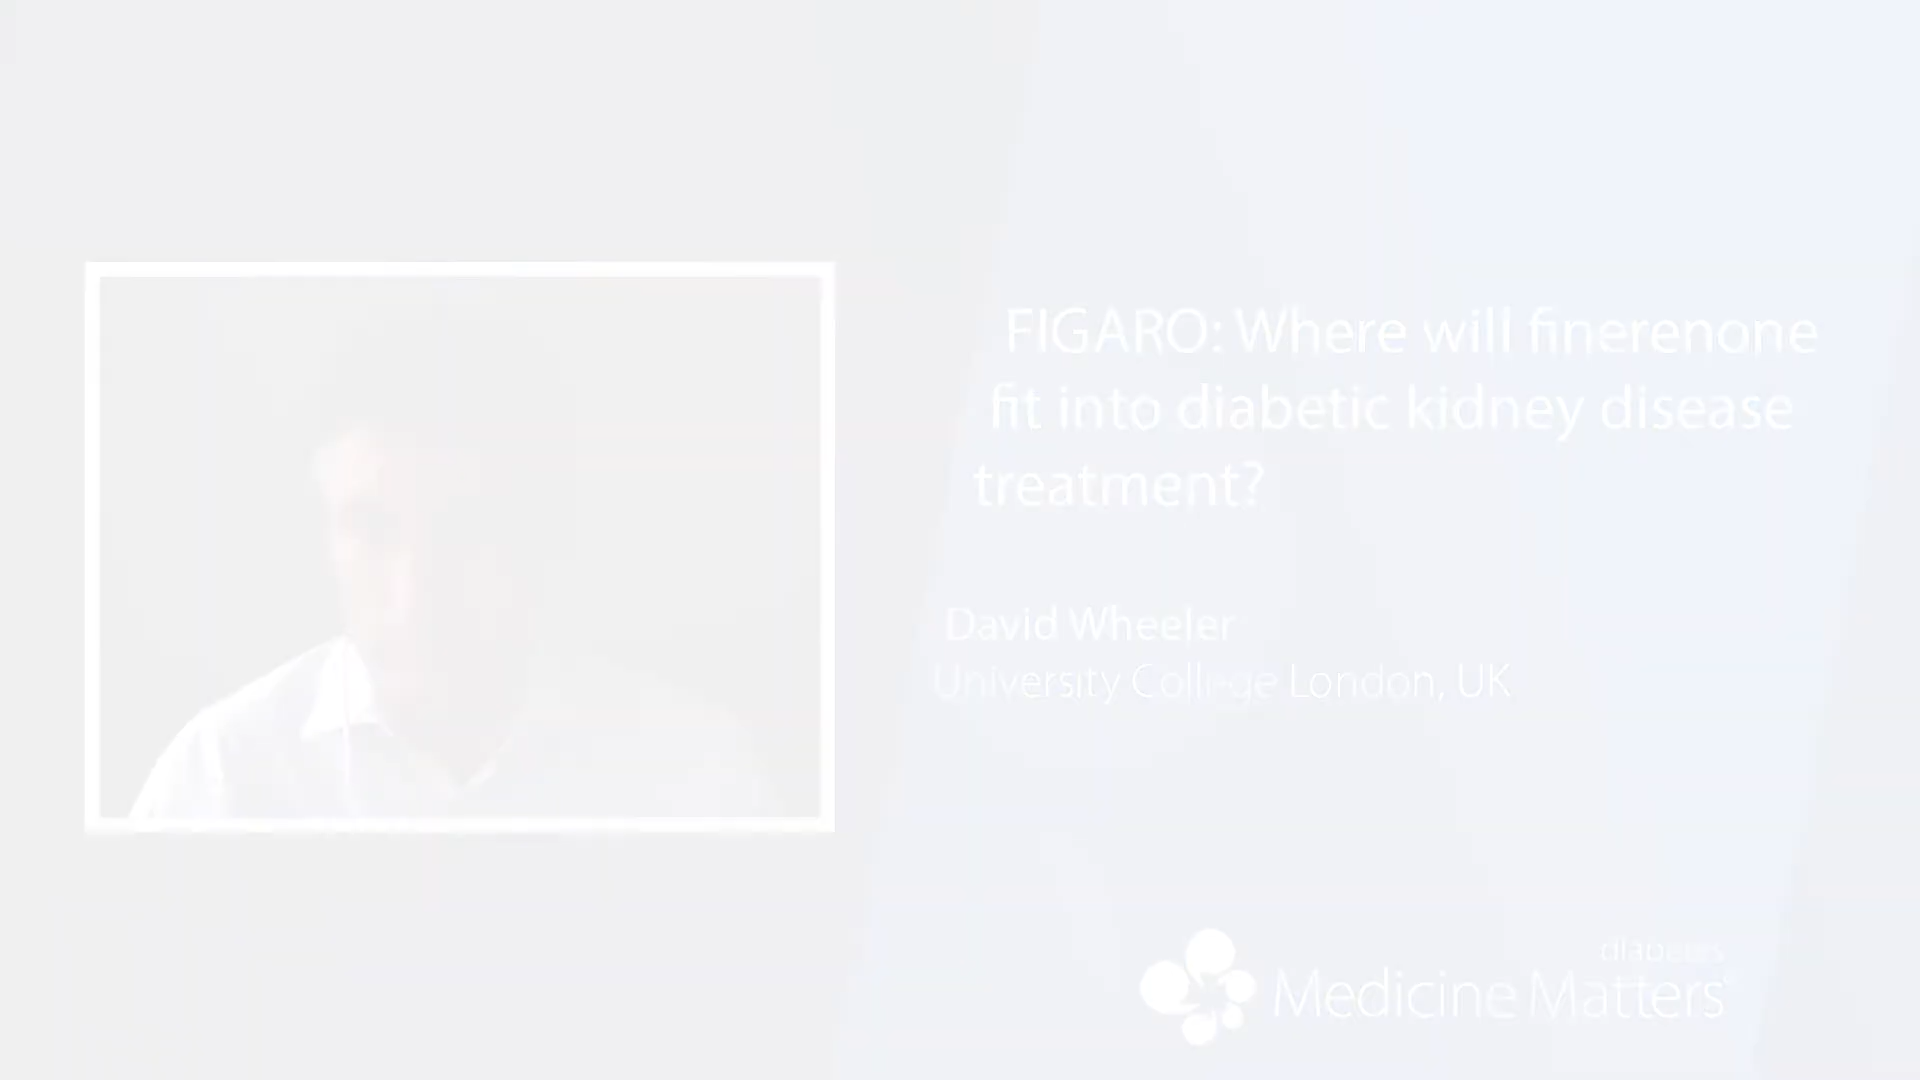 FIGARO: Where will finerenone
fit into diabetic kidney disease
treatment?
David Wheeler
University College London, UK
diabetes
Medicine Matters